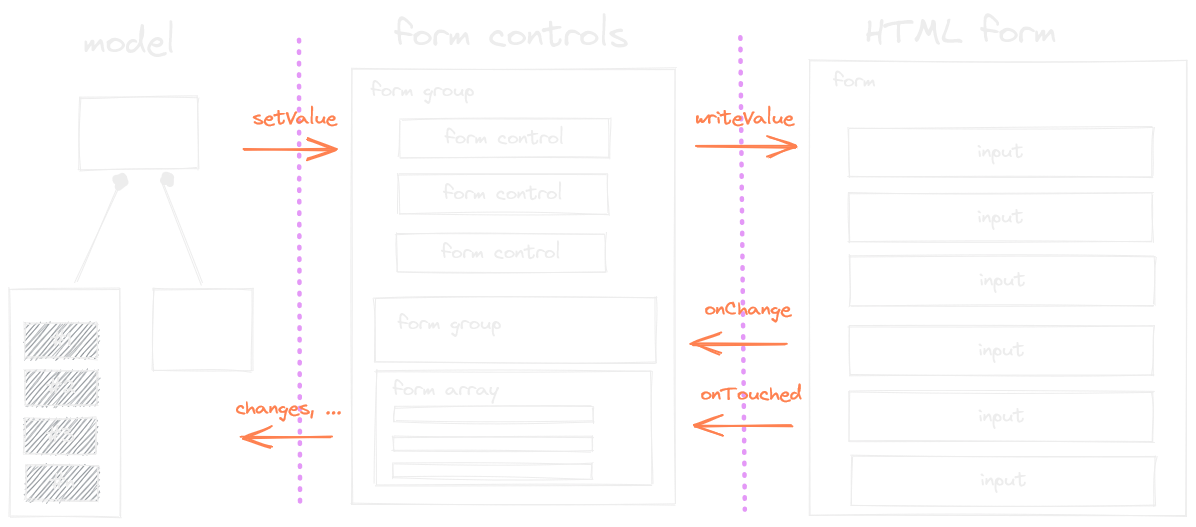 model
form controls
HTML form
form group
form
setValue
writeValue
form control
input
form control
input
form control
input
onChange
form group
input
onTouched
form array
changes, ...
input
input